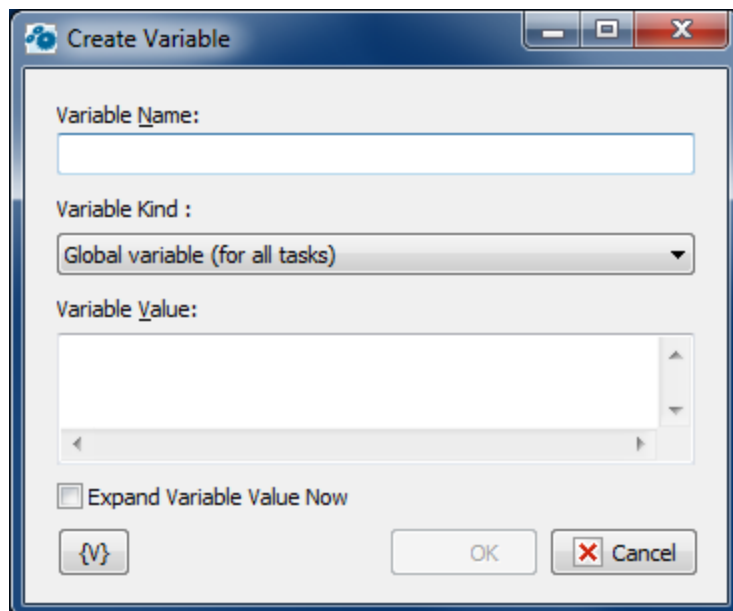 Create Variable
Variable Name:
Variable Kind :
Global variable (for all tasks)
Variable Value:
Expand Variable Value Now
{V} OK Cancel